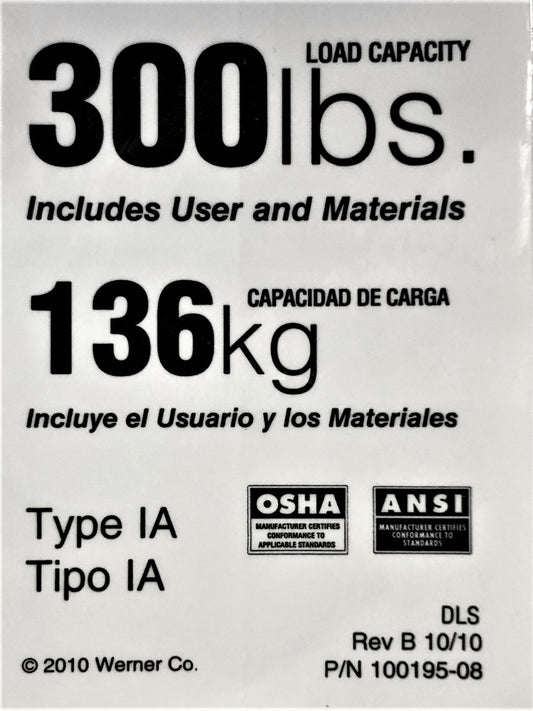 LOAD CAPACITY
300lbs.
Includes User and Materials
CAPACIDAD DE CARGA
136kg
Incluye el Usuario y los Materiales
Type IA
Tipo IA
OSHA
MANUFACTURER CERTIFIES
CONFORMANCE TO
APPLICABLE STANDARDS
ANSI
MANUFACTURER CERTIFIES
CONFORMANCE TO
STANDARDS
DLS
Rev B 10/10
P/N 100195-08
© 2010 Werner Co.